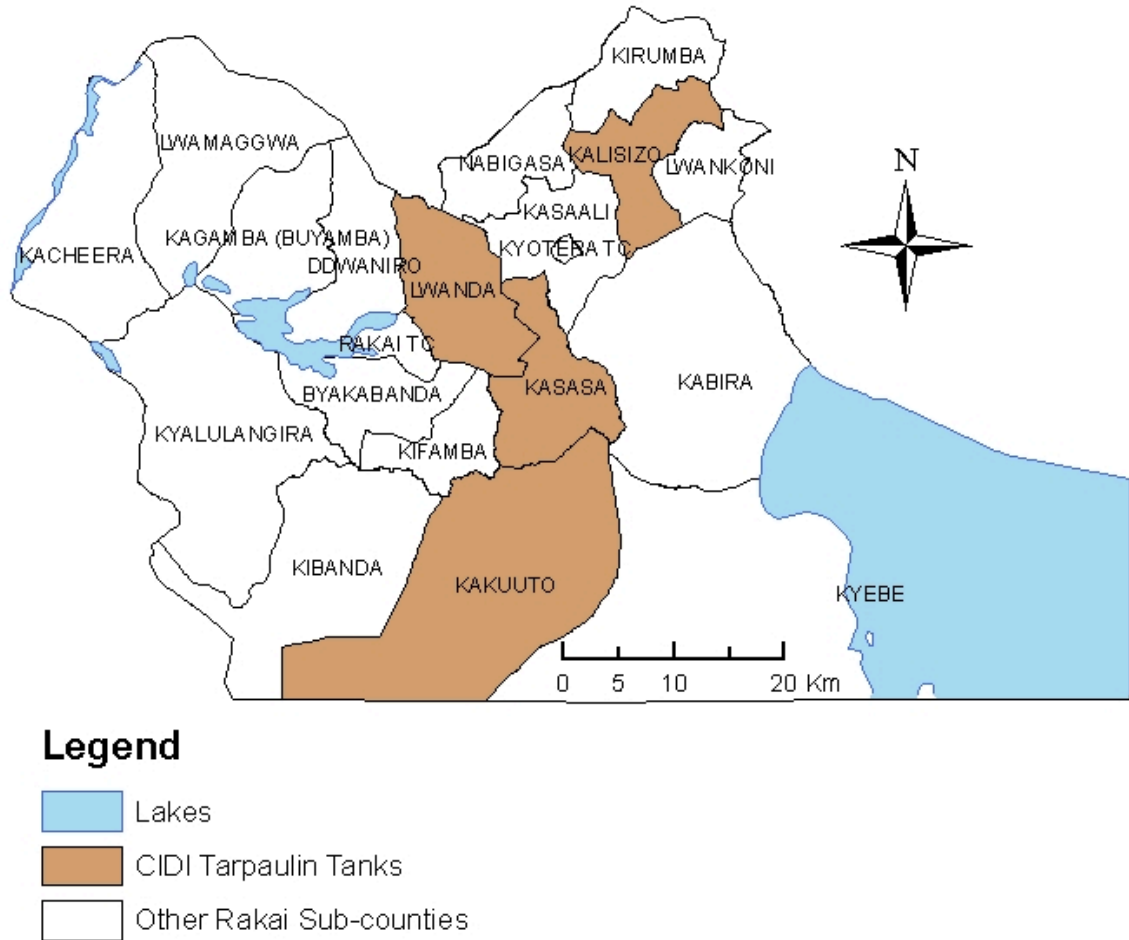 KIRUMBA
LWAMAGGWA
NABIGASA
KALISIZO
LWANKONI
KASAALI
KAGAMBA (BUYAMBA)
KYOTERA TC
KACHEERA
DDWANIRO
LWANDA
RAKAI TC
BYAKABANDA
KASASA
KABIRA
KYALULANGIRA
KIFAMBA
KIBANDA
KAKUUTO
KYEBE
N
0 5 10 20 Km
Legend
Lakes
CIDI Tarpaulin Tanks
Other Rakai Sub-counties